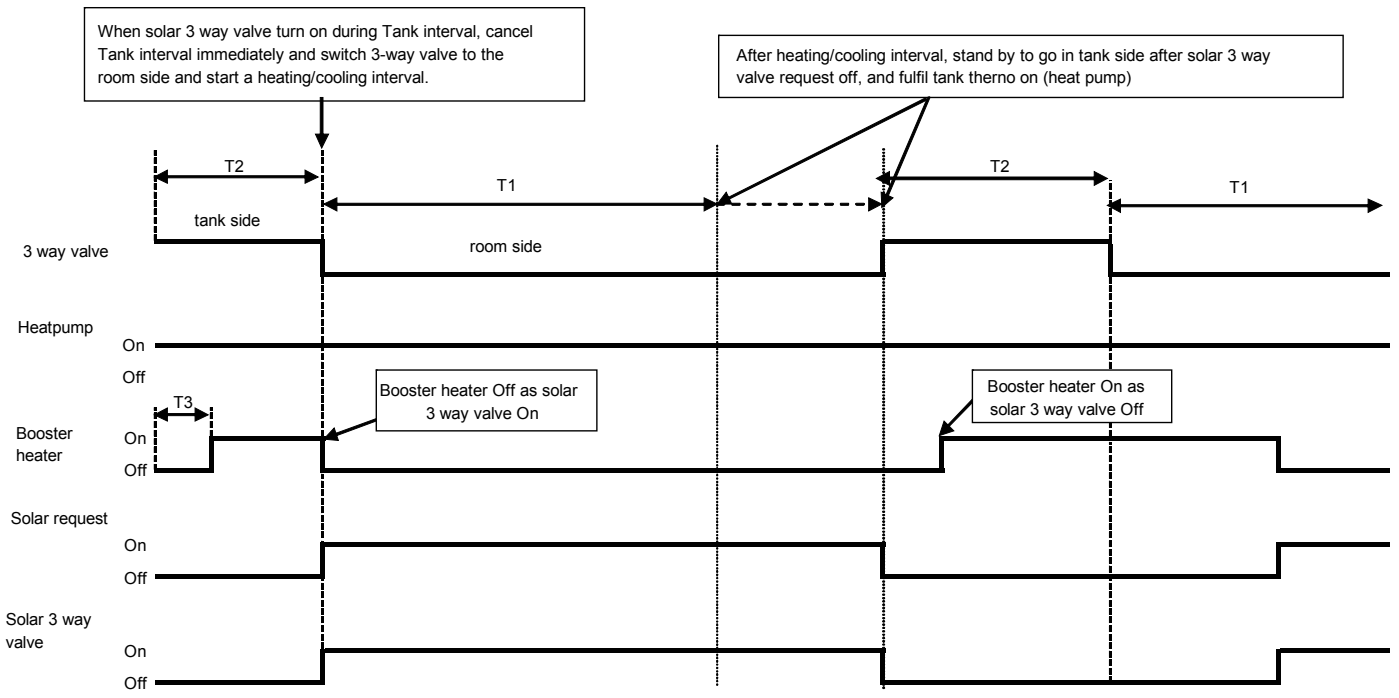 When solar 3 way valve turn on during Tank interval, cancel
Tank interval immediately and switch 3-way valve to the
room side and start a heating/cooling interval.
After heating/cooling interval, stand by to go in tank side after solar 3 way
valve request off, and fulfil tank therno on (heat pump)
T2
T1
T2
T1
tank side
room side
3 way valve
Heatpump
On
Off
T3
Booster heater Off as solar
3 way valve On
Booster heater On as
solar 3 way valve Off
Booster
heater
On
Off
Solar request
On
Off
Solar 3 way
valve
On
Off